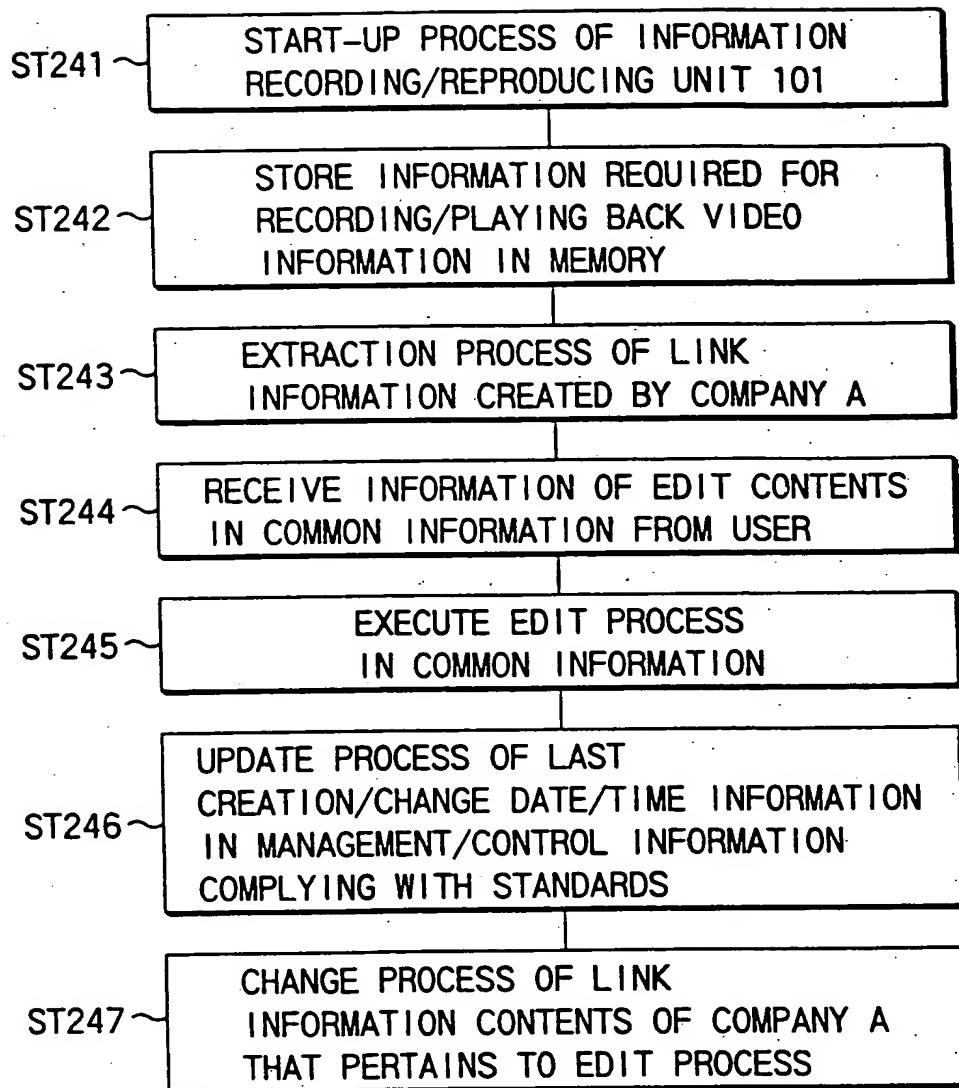 ST241
START-UP PROCESS OF INFORMATION
RECORDING/REPRODUCING UNIT 101
ST242
STORE INFORMATION REQUIRED FOR
RECORDING/PLAYING BACK VIDEO
INFORMATION IN MEMORY
ST243
EXTRACTION PROCESS OF LINK
INFORMATION CREATED BY COMPANY A
ST244
RECEIVE INFORMATION OF EDIT CONTENTS
IN COMMON INFORMATION FROM USER
ST245
EXECUTE EDIT PROCESS
IN COMMON INFORMATION
ST246
UPDATE PROCESS OF LAST
CREATION/CHANGE DATE/TIME INFORMATION
IN MANAGEMENT/CONTROL INFORMATION
COMPLYING WITH STANDARDS
ST247
CHANGE PROCESS OF LINK
INFORMATION CONTENTS OF COMPANY A
THAT PERTAINS TO EDIT PROCESS